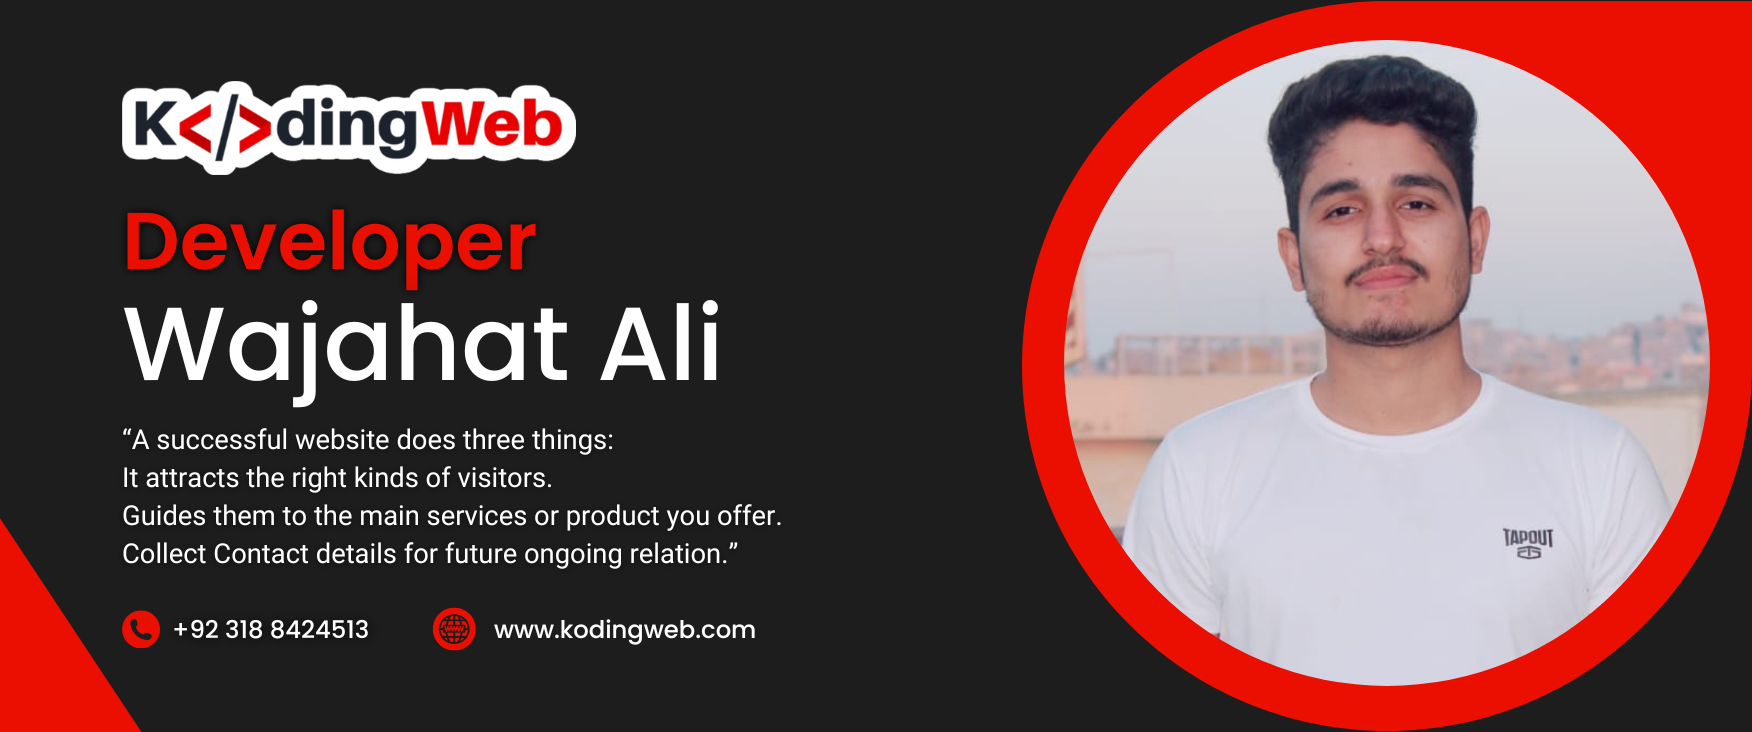 K</>dingWeb
Developer
Wajahat Ali
“A successful website does three things:
It attracts the right kinds of visitors.
Guides them to the main services or product you offer.
Collect Contact details for future ongoing relation.”
+92 318 8424513
www.kodingweb.com
TAPOUT